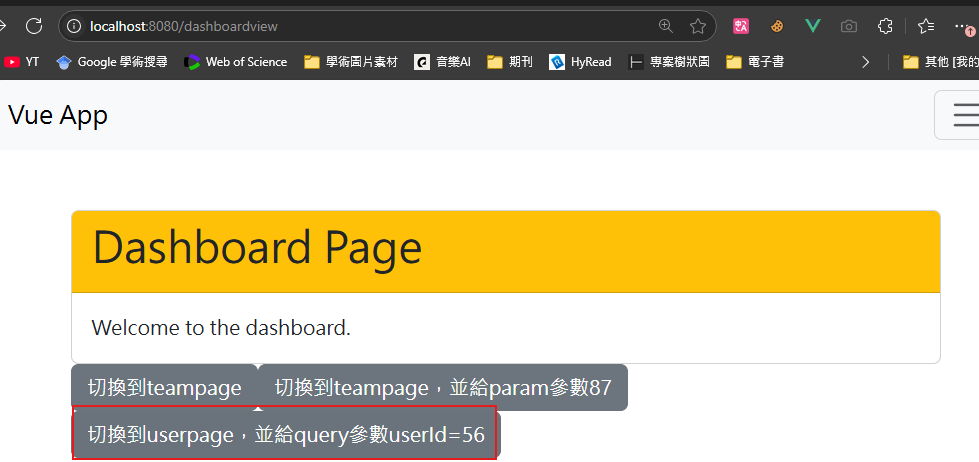 localhost:8080/dashboardview
YT Google 學術搜尋 Web of Science 學術圖片素材 音樂AI 期刊 HyRead 專案樹狀圖 電子書 其他 [我的
Vue App
Dashboard Page
Welcome to the dashboard.
切換到teampage 切換到teampage，並給param參數87
切換到userpage，並給query參數userId=56